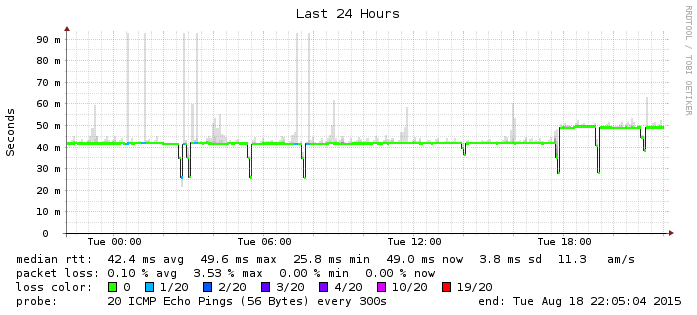 Last 24 Hours
RRDTOOL / TOBI OETIKER
Seconds
90 m
80 m
70 m
60 m
50 m
40 m
30 m
20 m
10 m
0
Tue 00:00 Tue 06:00 Tue 12:00 Tue 18:00
median rtt: 42.4 ms avg 49.6 ms max 25.8 ms min 49.0 ms now 3.8 ms sd 11.3 am/s
packet loss: 0.10 % avg 3.53 % max 0.00 % min 0.00 % now
loss color: 0 1/20 2/20 3/20 4/20 10/20 19/20
probe: 20 ICMP Echo Pings (56 Bytes) every 300s end: Tue Aug 18 22:05:04 2015